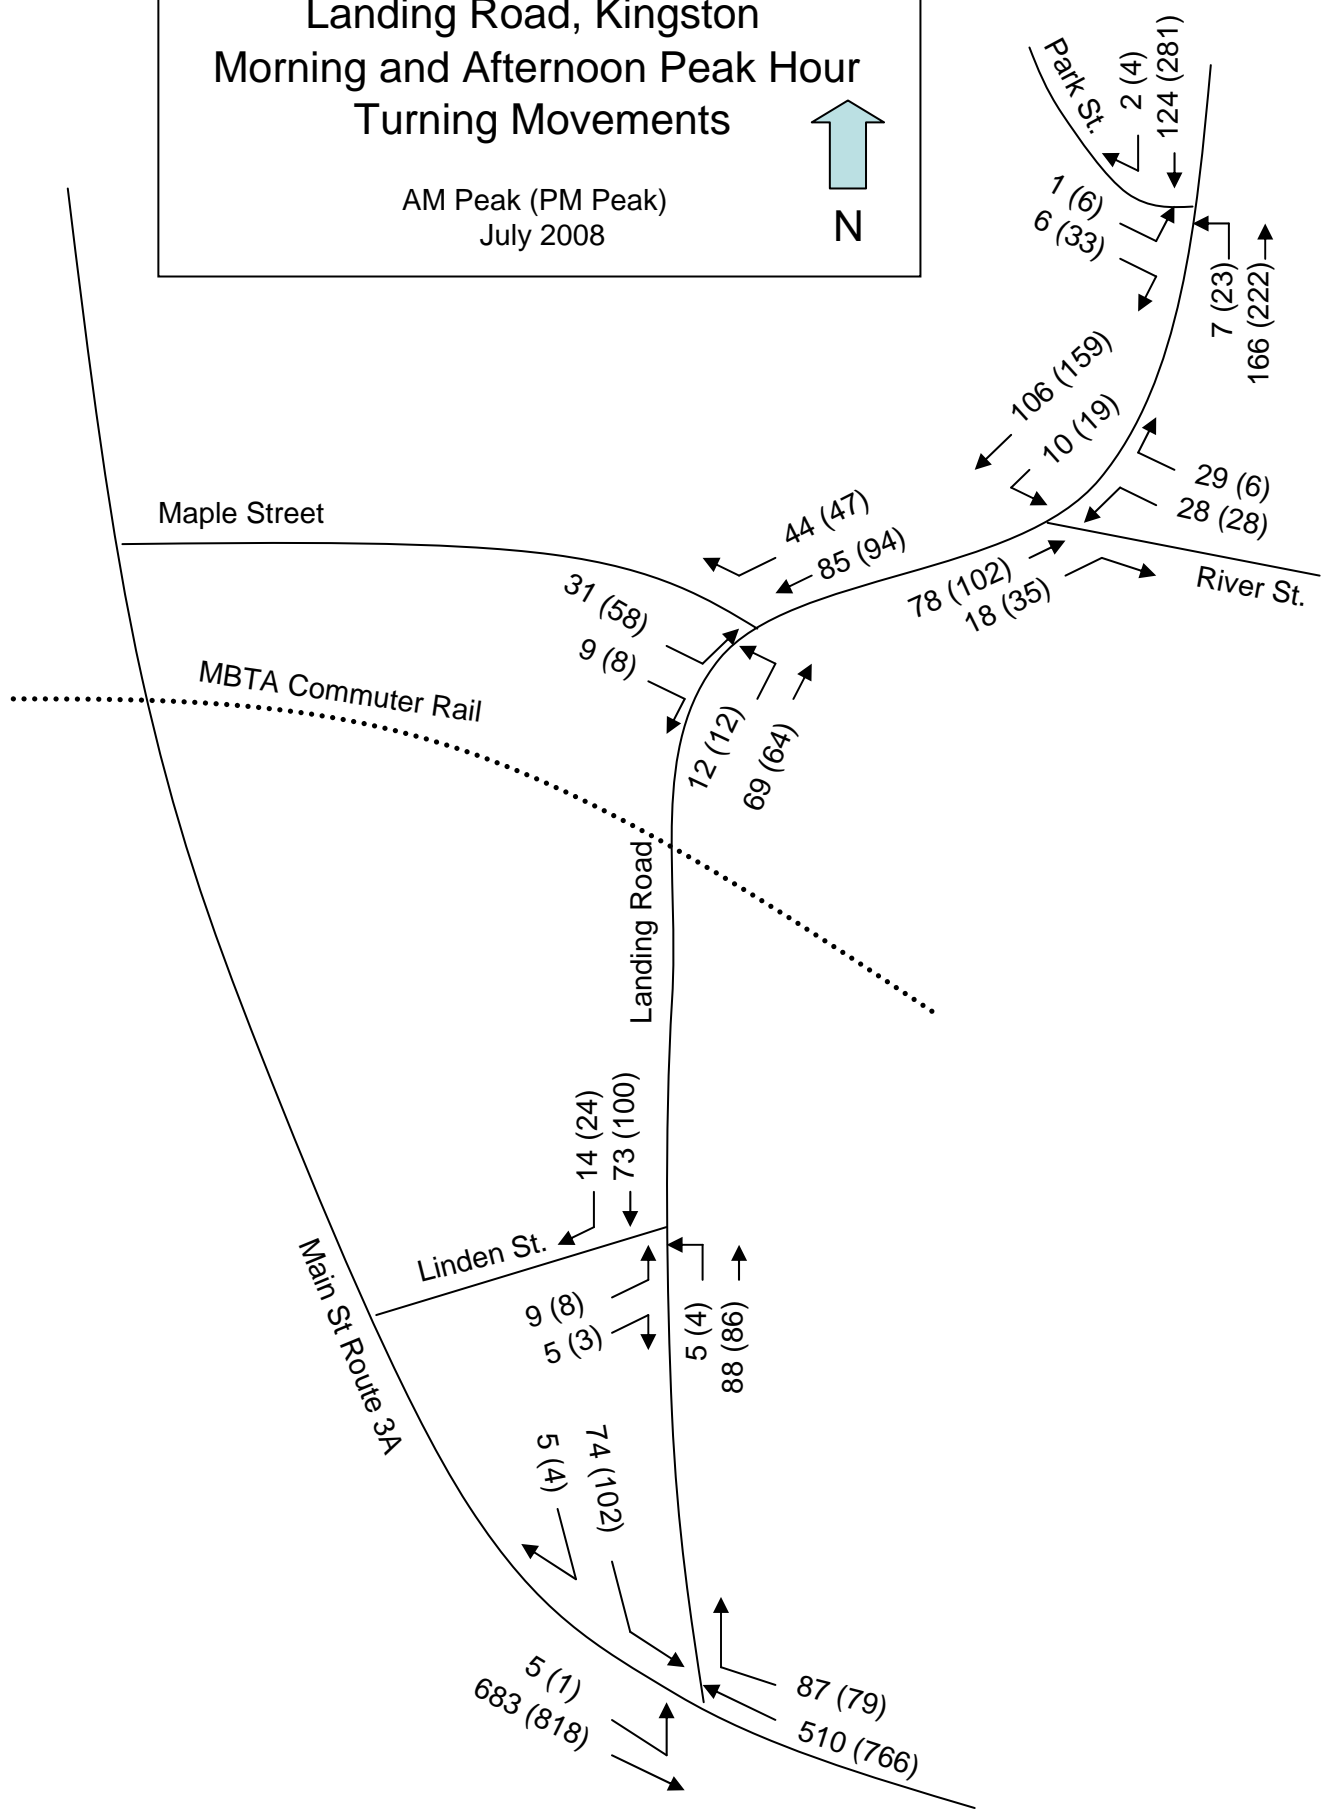 Landing Road, Kingston
Morning and Afternoon Peak Hour
Turning Movements
AM Peak (PM Peak)
July 2008
N
Park St.
2 (4)
124 (281)
1 (6)
6 (33)
7 (23)
166 (222)
106 (159)
10 (19)
29 (6)
28 (28)
River St.
Maple Street
44 (47)
85 (94)
78 (102)
18 (35)
31 (58)
9 (8)
12 (12)
69 (64)
MBTA Commuter Rail
Landing Road
14 (24)
73 (100)
Linden St.
9 (8)
5 (3)
5 (4)
88 (86)
Main St Route 3A
5 (4)
74 (102)
5 (1)
683 (818)
87 (79)
510 (766)